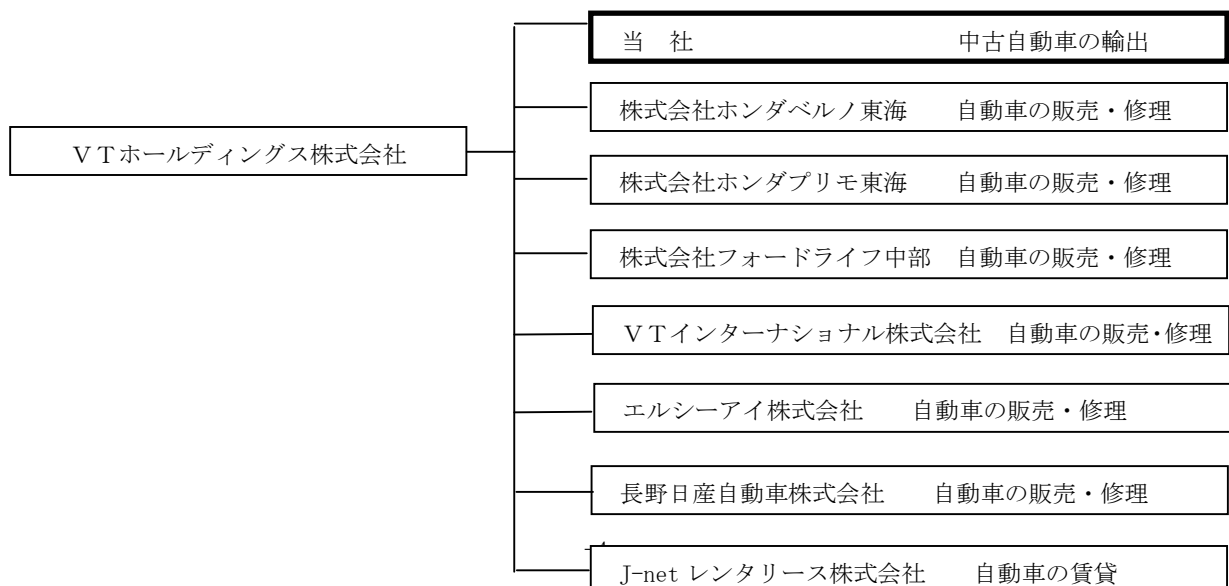 当　社　　　　　　　　　　　中古自動車の輸出
株式会社ホンダベルノ東海　　自動車の販売・修理
ＶＴホールディングス株式会社
株式会社ホンダプリモ東海　　自動車の販売・修理
株式会社フォードライフ中部　自動車の販売・修理
ＶＴインターナショナル株式会社　自動車の販売・修理
エルシーアイ株式会社　　自動車の販売・修理
長野日産自動車株式会社　　自動車の販売・修理
J-net レンタリース株式会社　　自動車の賃貸